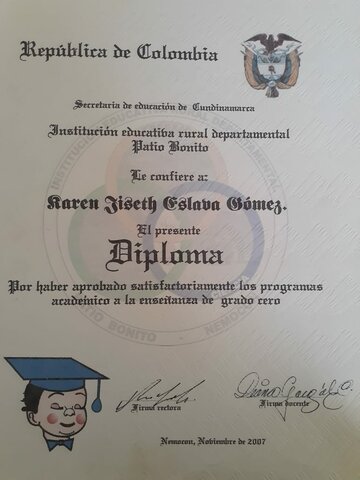 República de Colombia
Secretaria de educación de Cundinamarca
Institución educativa rural departamental
Patio Bonito
Le confiere a:
Karen Jiseth Eslava Gómez.
El presente
Diploma
Por haber aprobado satisfactoriamente los programas
académico a la enseñanza de grado cero
Firma rectora
Firma docente
Nemocon, Noviembre de 2007